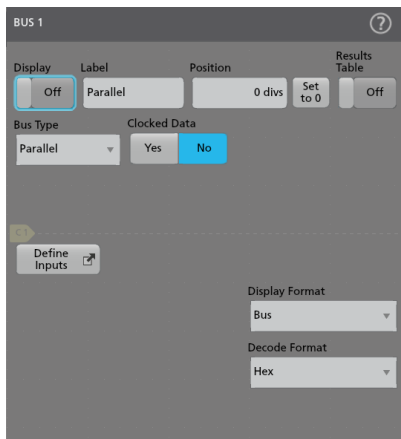 BUS 1
?
Display
Label
Position
Results
Table
Off
Parallel
0 divs
Set
to 0
Off
Bus Type
Clocked Data
Parallel
Yes
No
C1
Define
Inputs
Display Format
Bus
Decode Format
Hex